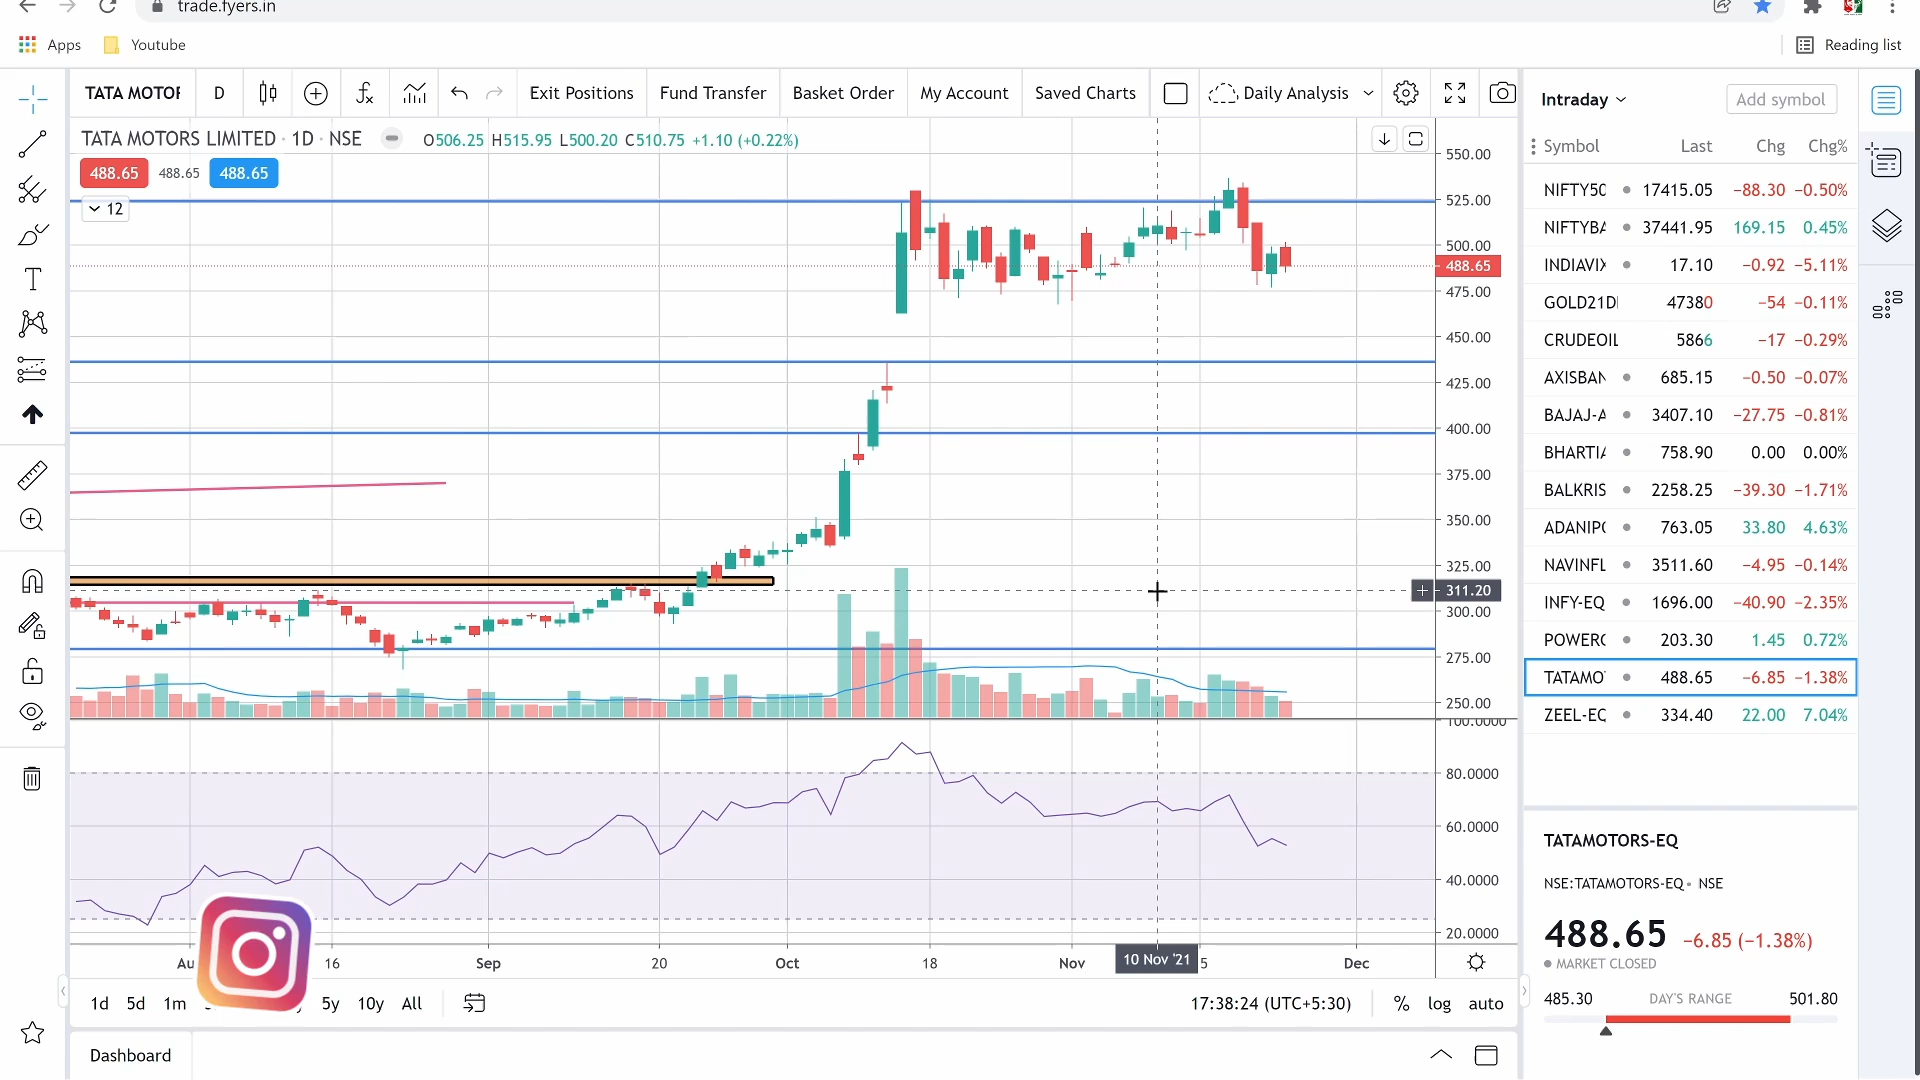 trade.fyers.in
Apps Youtube Reading list
TATA MOTOF D Exit Positions Fund Transfer Basket Order My Account Saved Charts Daily Analysis
TATA MOTORS LIMITED · 1D · NSE O506.25 H515.95 L500.20 C510.75 +1.10 (+0.22%)
488.65 488.65 488.65
12
550.00
525.00
500.00
488.65
475.00
450.00
425.00
400.00
375.00
350.00
325.00
311.20
300.00
275.00
250.00
100.0000
80.0000
60.0000
40.0000
20.0000
Au 16 Sep 20 Oct 18 Nov 10 Nov '21 5 Dec
1d 5d 1m 5y 10y All 17:38:24 (UTC+5:30) % log auto
Dashboard
Intraday Add symbol
Symbol Last Chg Chg%
NIFTY50 17415.05 −88.30 −0.50%
NIFTYBA 37441.95 169.15 0.45%
INDIAVIX 17.10 −0.92 −5.11%
GOLD21DI 47380 −54 −0.11%
CRUDEOIL 5866 −17 −0.29%
AXISBAN 685.15 −0.50 −0.07%
BAJAJ-A 3407.10 −27.75 −0.81%
BHARTIA 758.90 0.00 0.00%
BALKRIS 2258.25 −39.30 −1.71%
ADANIPO 763.05 33.80 4.63%
NAVINFL 3511.60 −4.95 −0.14%
INFY-EQ 1696.00 −40.90 −2.35%
POWERG 203.30 1.45 0.72%
TATAMO 488.65 −6.85 −1.38%
ZEEL-EQ 334.40 22.00 7.04%
TATAMOTORS-EQ
NSE:TATAMOTORS-EQ • NSE
488.65 −6.85 (−1.38%)
MARKET CLOSED
485.30 DAY'S RANGE 501.80